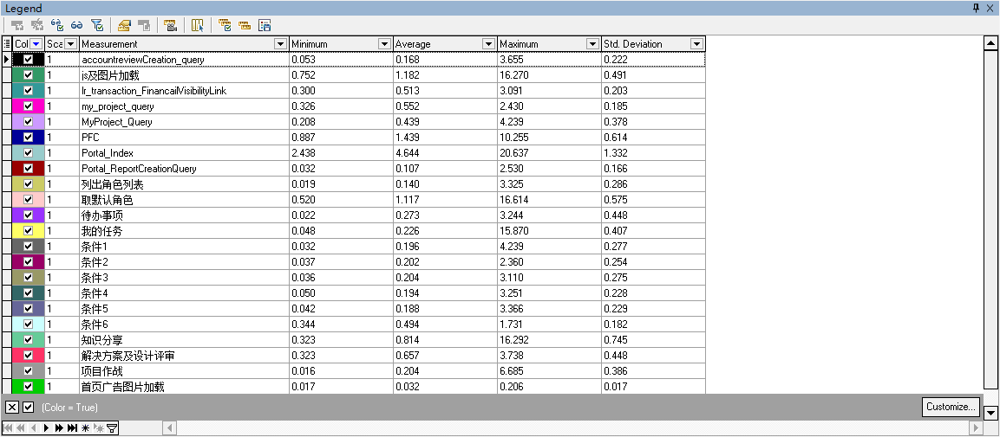 Legend
Col Sca Measurement Minimum Average Maximum Std. Deviation
1 accountreviewCreation_query 0.053 0.168 3.655 0.222
1 js及图片加载 0.752 1.182 16.270 0.491
1 lr_transaction_FinancailVisibilityLink 0.300 0.513 3.091 0.203
1 my_project_query 0.326 0.552 2.430 0.185
1 MyProject_Query 0.208 0.439 4.239 0.378
1 PFC 0.887 1.439 10.255 0.614
1 Portal_Index 2.438 4.644 20.637 1.332
1 Portal_ReportCreationQuery 0.032 0.107 2.530 0.166
1 列出角色列表 0.019 0.140 3.325 0.286
1 取默认角色 0.520 1.117 16.614 0.575
1 待办事项 0.022 0.273 3.244 0.448
1 我的任务 0.048 0.226 15.870 0.407
1 条件1 0.032 0.196 4.239 0.277
1 条件2 0.037 0.202 2.360 0.254
1 条件3 0.036 0.204 3.110 0.275
1 条件4 0.050 0.194 3.251 0.228
1 条件5 0.042 0.188 3.366 0.229
1 条件6 0.344 0.494 1.731 0.182
1 知识分享 0.323 0.814 16.292 0.745
1 解决方案及设计评审 0.323 0.657 3.738 0.448
1 项目作战 0.016 0.204 6.685 0.386
1 首页广告图片加载 0.017 0.032 0.206 0.017
(Color = True) Customize...